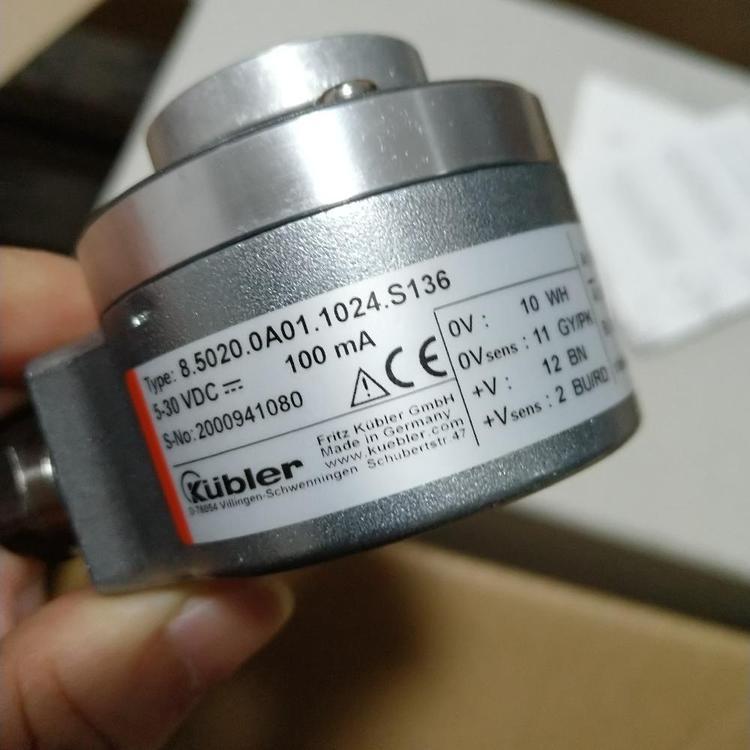 Type: 8.5020.0A01.1024.S136
5-30 VDC ⎓ 100 mA
S-No: 2000941080
CE
Kübler
Fritz Kübler GmbH
Made in Germany
www.kuebler.com
D-78054 Villingen-Schwenningen Schubertstr 47
0V : 10 WH
0Vsens : 11 GY/PK
+V : 12 BN
+Vsens : 2 BU/RD